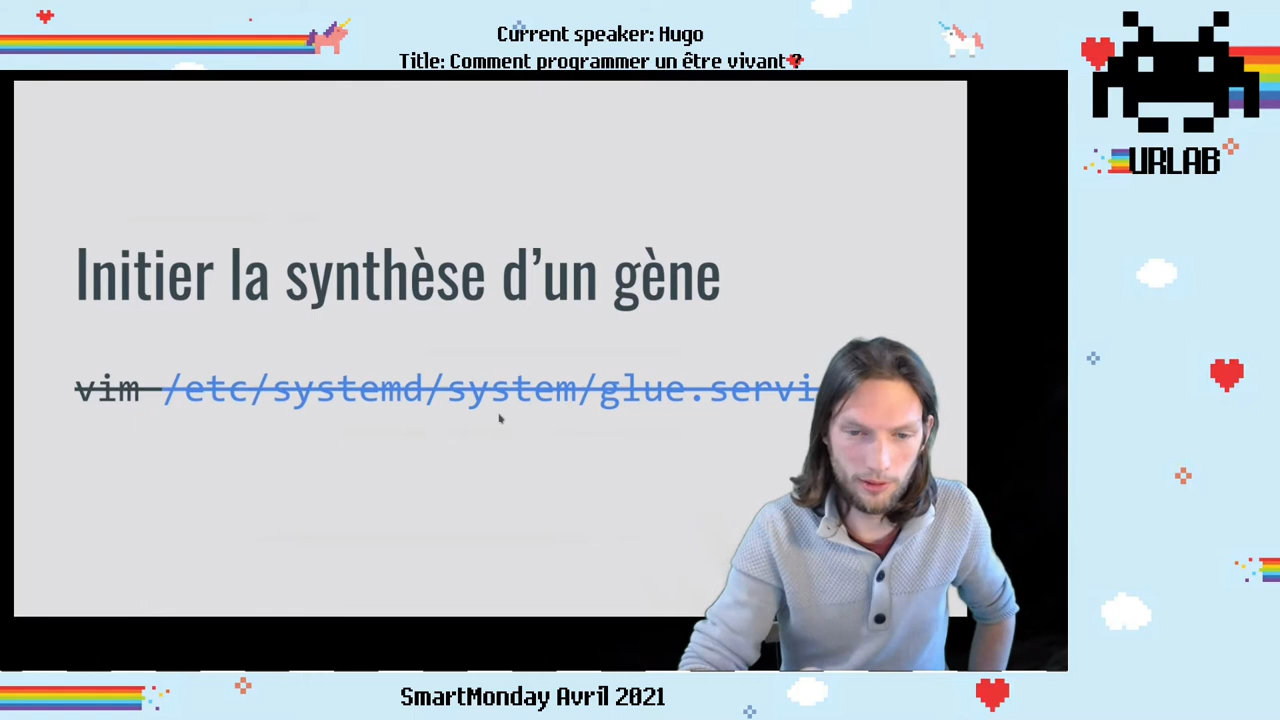 Current speaker: Hugo
Title: Comment programmer un être vivant ?
URLAB
Initier la synthèse d'un gène
vim /etc/systemd/system/glue.servi
SmartMonday Avril 2021